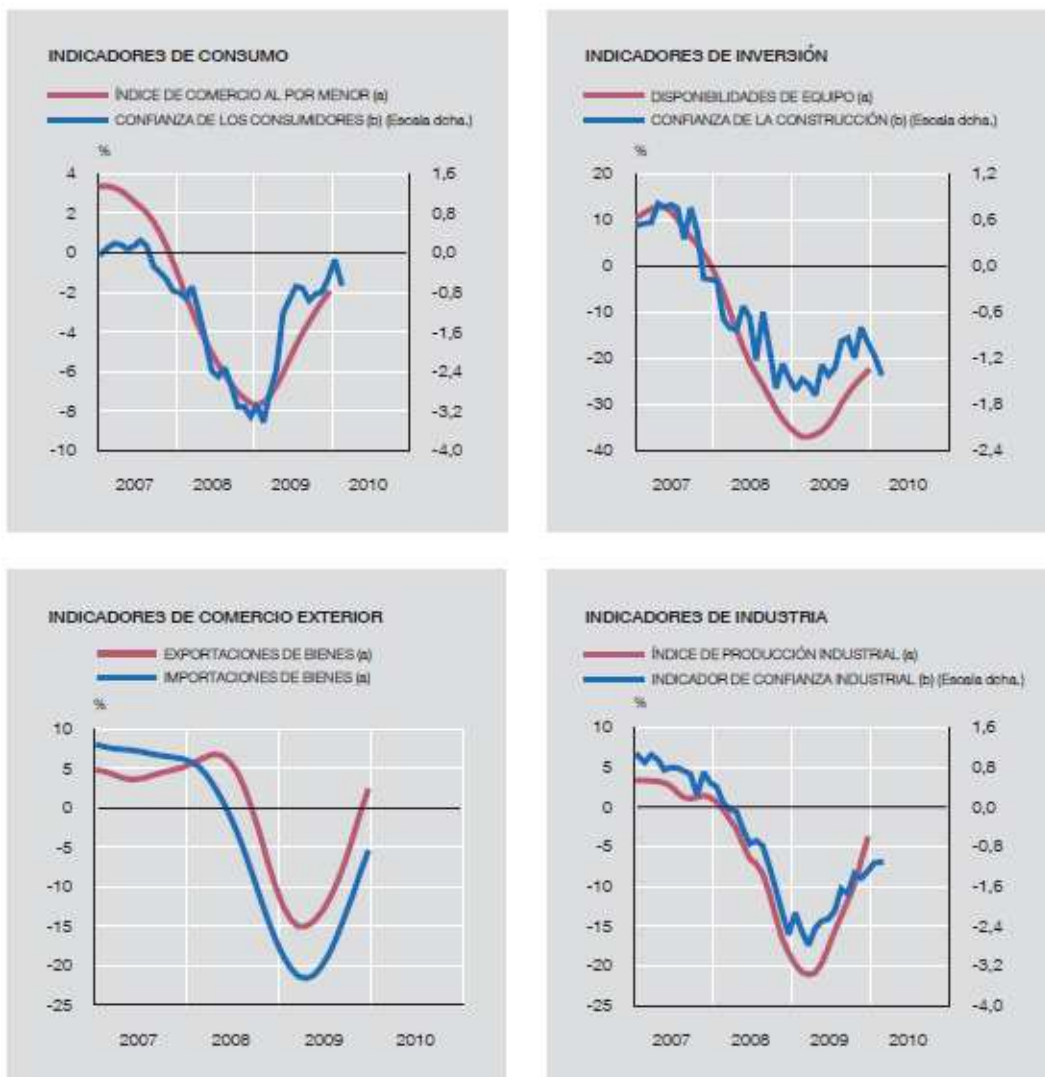 INDICADORES DE CONSUMO
ÍNDICE DE COMERCIO AL POR MENOR (a)
CONFIANZA DE LOS CONSUMIDORES (b) (Escala dcha.)
%
4 1,6
2 0,8
0 0,0
-2 -0,8
-4 -1,6
-6 -2,4
-8 -3,2
-10 -4,0
2007 2008 2009 2010
INDICADORES DE INVERSIÓN
DISPONIBILIDADES DE EQUIPO (a)
CONFIANZA DE LA CONSTRUCCIÓN (b) (Escala dcha.)
%
20 1,2
10 0,6
0 0,0
-10 -0,6
-20 -1,2
-30 -1,8
-40 -2,4
2007 2008 2009 2010
INDICADORES DE COMERCIO EXTERIOR
EXPORTACIONES DE BIENES (a)
IMPORTACIONES DE BIENES (a)
%
10
5
0
-5
-10
-15
-20
-25
2007 2008 2009 2010
INDICADORES DE INDUSTRIA
ÍNDICE DE PRODUCCIÓN INDUSTRIAL (a)
INDICADOR DE CONFIANZA INDUSTRIAL (b) (Escala dcha.)
%
10 1,6
5 0,8
0 0,0
-5 -0,8
-10 -1,6
-15 -2,4
-20 -3,2
-25 -4,0
2007 2008 2009 2010